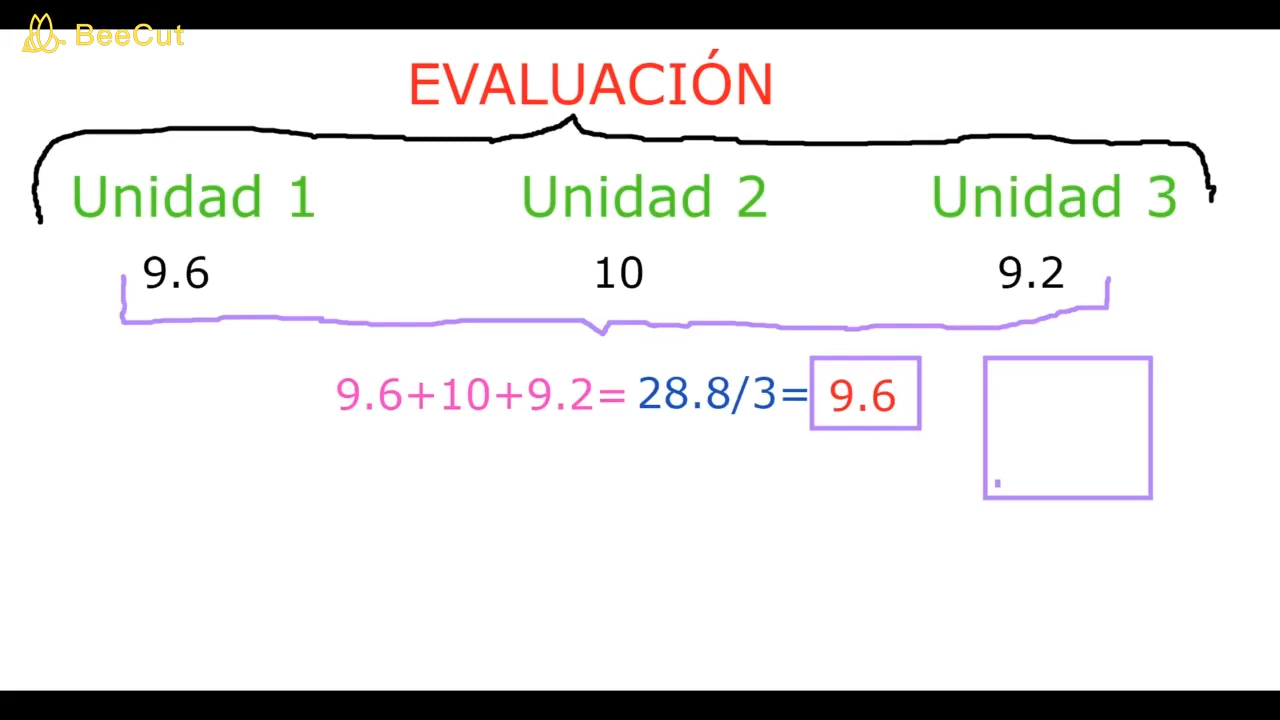 BeeCut
EVALUACIÓN
Unidad 1 Unidad 2 Unidad 3
9.6 10 9.2
9.6+10+9.2= 28.8/3= 9.6
.